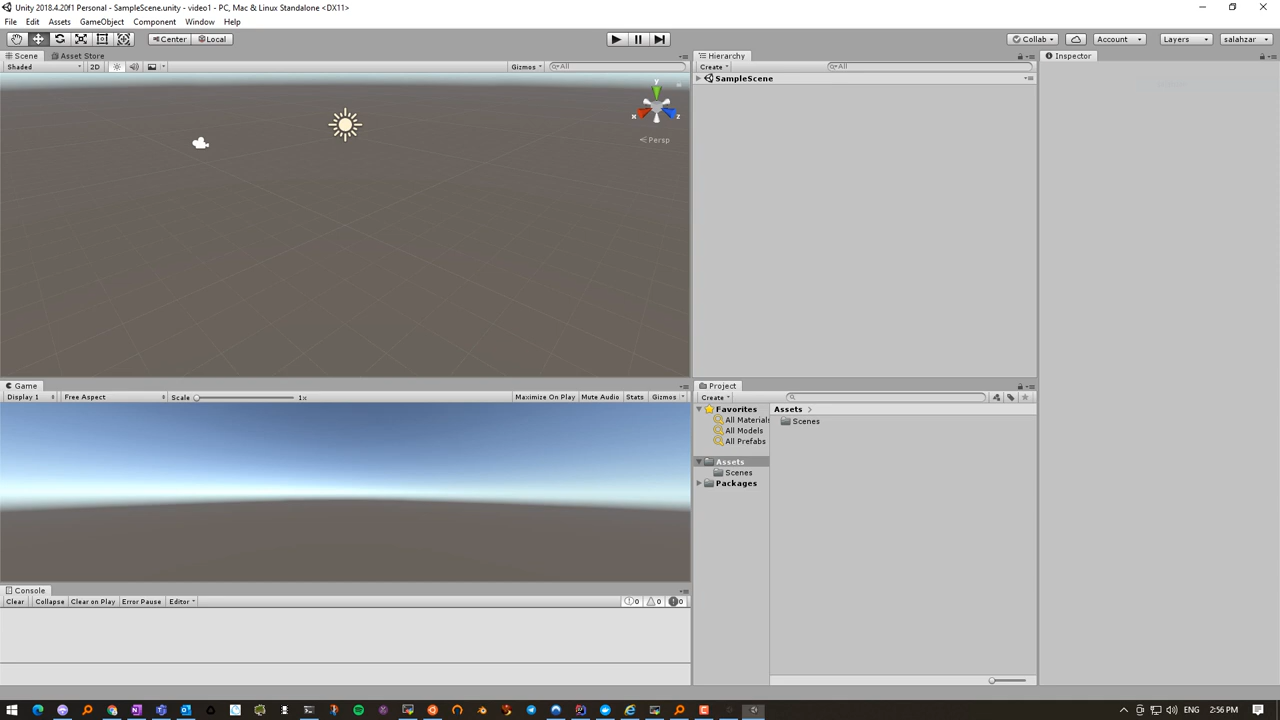 Unity 2018.4.20f1 Personal - SampleScene.unity - video1 - PC, Mac & Linux Standalone <DX11>
File Edit Assets GameObject Component Window Help
Center Local Collab Account Layers salahzar
Scene Asset Store
Shaded 2D Gizmos All
y
x
z
Persp
Hierarchy
Create All
SampleScene
Inspector
Game
Display 1 Free Aspect Scale 1x Maximize On Play Mute Audio Stats Gizmos
Console
Clear Collapse Clear on Play Error Pause Editor 0 0 0
Project
Create
Favorites
All Materials
All Models
All Prefabs
Assets
Scenes
Packages
Assets
Scenes
ENG 2:56 PM